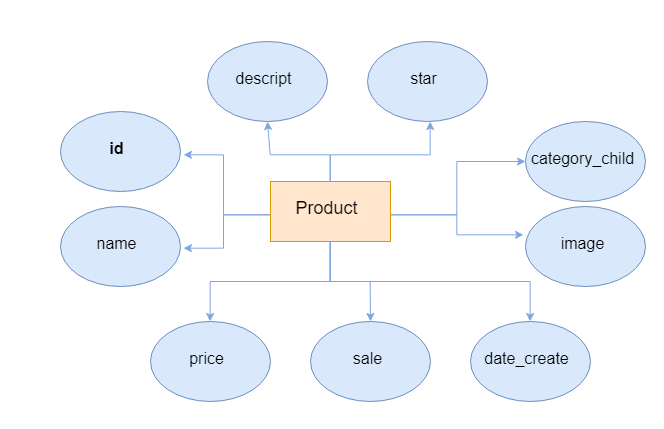 descript
star
id
category_child
Product
name
image
price
sale
date_create